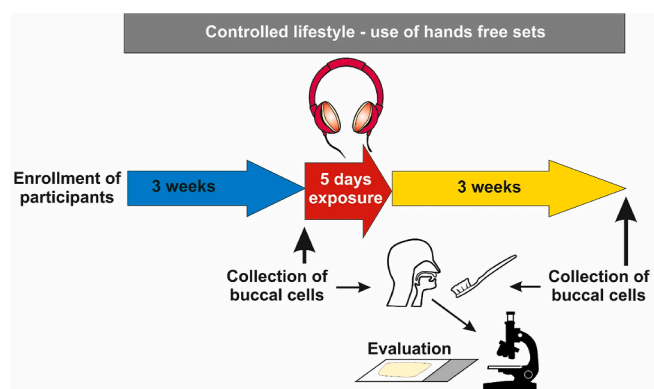 Controlled lifestyle - use of hands free sets
Enrollment of
participants
3 weeks
5 days
exposure
3 weeks
Collection of
buccal cells
Collection of
buccal cells
Evaluation